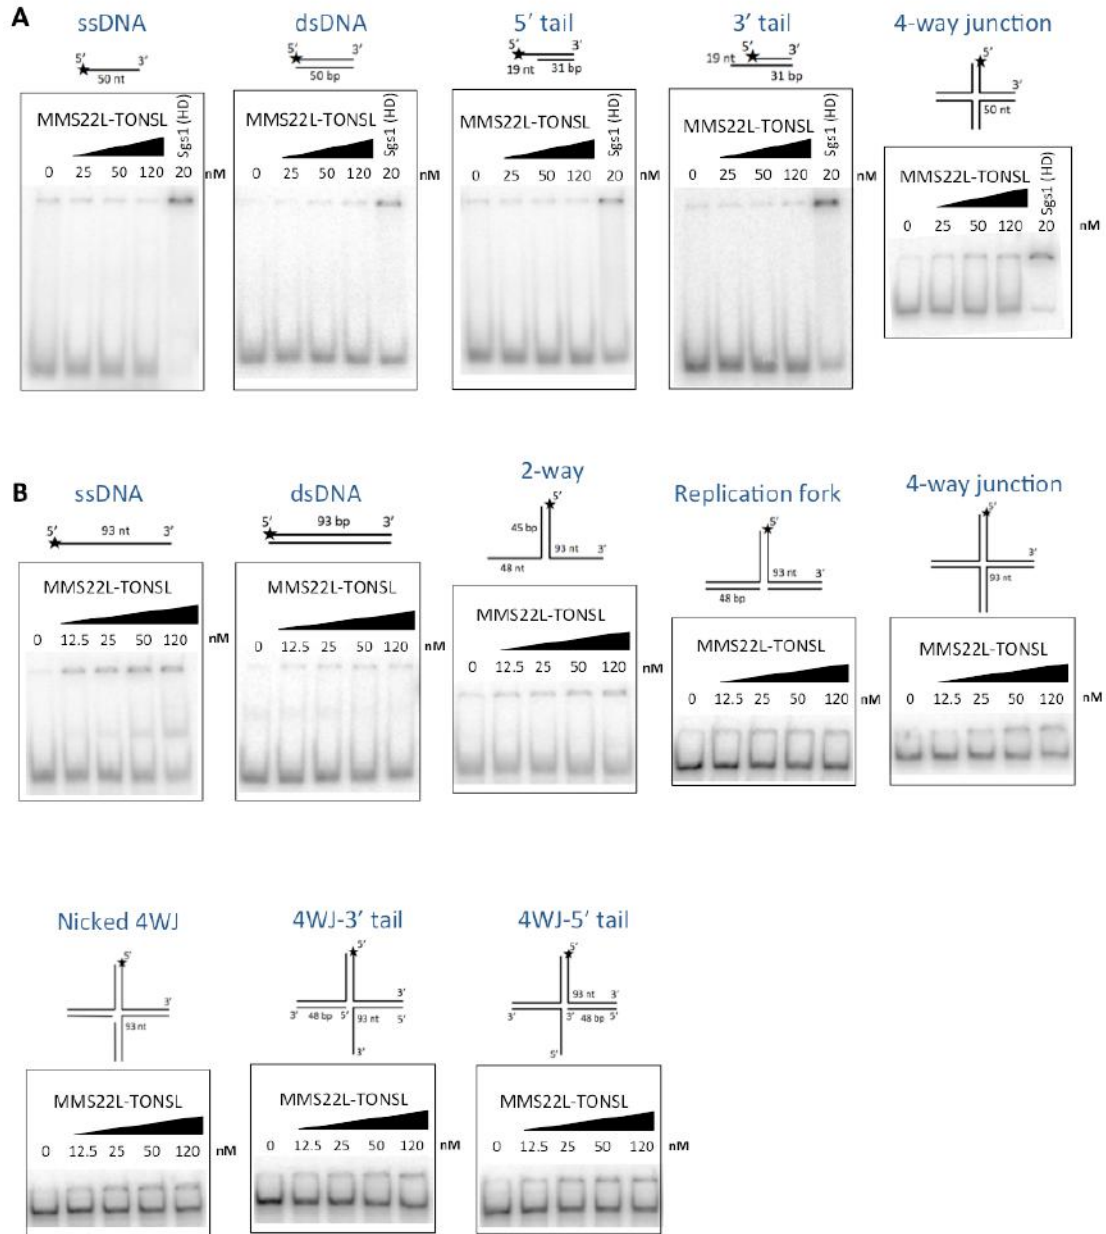 A
ssDNA
5′ 3′
50 nt
MMS22L-TONSL
Sgs1 (HD)
0 25 50 120 20 nM
dsDNA
5′ 3′
50 bp
MMS22L-TONSL
Sgs1 (HD)
0 25 50 120 20 nM
5′ tail
5′ 3′
19 nt 31 bp
MMS22L-TONSL
Sgs1 (HD)
0 25 50 120 20 nM
3′ tail
5′ 3′
19 nt
31 bp
MMS22L-TONSL
Sgs1 (HD)
0 25 50 120 20
4-way junction
5′
3′
50 nt
MMS22L-TONSL
Sgs1 (HD)
0 25 50 120 20 nM
B
ssDNA
5′ 93 nt 3′
MMS22L-TONSL
0 12.5 25 50 120 nM
dsDNA
5′ 93 bp 3′
MMS22L-TONSL
0 12.5 25 50 120 nM
2-way
5′
45 bp
93 nt 3′
48 nt
MMS22L-TONSL
0 12.5 25 50 120 nM
Replication fork
5′
93 nt 3′
48 bp
MMS22L-TONSL
0 12.5 25 50 120 nM
4-way junction
5′
3′
93 nt
MMS22L-TONSL
0 12.5 25 50 120 nM
Nicked 4WJ
5′
3′
93 nt
MMS22L-TONSL
0 12.5 25 50 120 nM
4WJ-3′ tail
5′
3′
3′ 48 bp 5′ 93 nt 5′
3′
MMS22L-TONSL
0 12.5 25 50 120 nM
4WJ-5′ tail
5′
93 nt 3′
3′ 3′ 48 bp 5′
5′
MMS22L-TONSL
0 12.5 25 50 120 nM